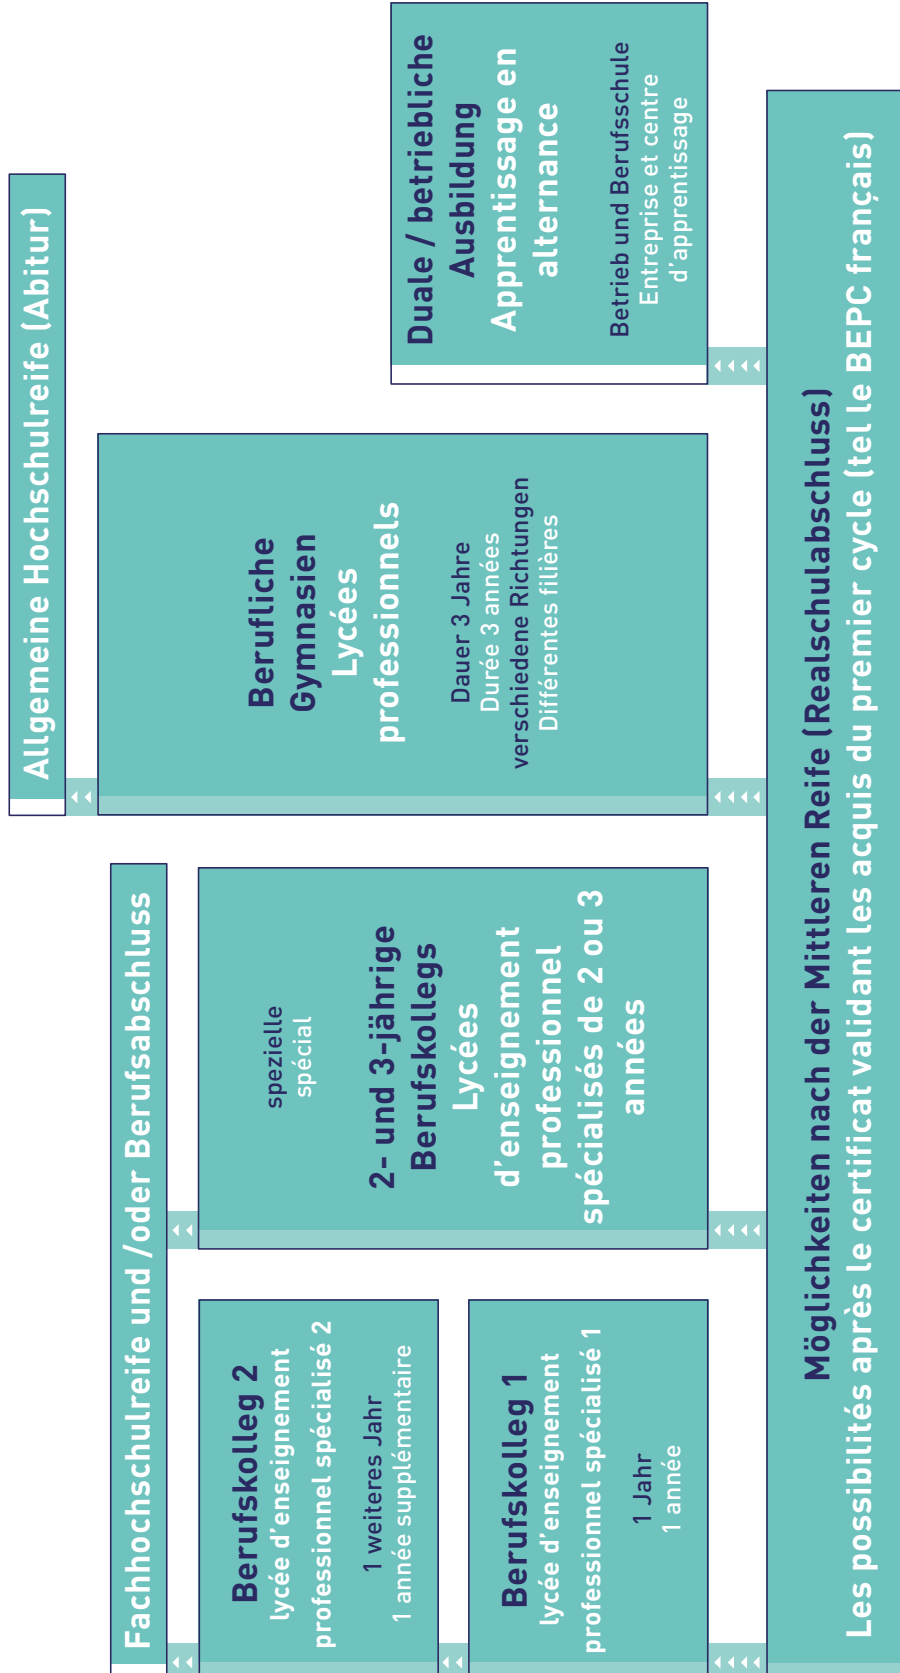 Allgemeine Hochschulreife (Abitur)
Fachhochschulreife und /oder Berufsabschluss
Berufskolleg 2
lycée d'enseignement
professionnel spécialisé 2
1 weiteres Jahr
1 année supplémentaire
Berufskolleg 1
lycée d'enseignement
professionnel spécialisé 1
1 Jahr
1 année
spezielle
spécial
2- und 3-jährige
Berufskollegs
Lycées
d'enseignement
professionnel
spécialisés de 2 ou 3
années
Berufliche
Gymnasien
Lycées
professionnels
Dauer 3 Jahre
Durée 3 années
verschiedene Richtungen
Différentes filières
Duale / betriebliche
Ausbildung
Apprentissage en
alternance
Betrieb und Berufsschule
Entreprise et centre
d'apprentissage
Möglichkeiten nach der Mittleren Reife (Realschulabschluss)
Les possibilités après le certificat validant les acquis du premier cycle (tel le BEPC français)